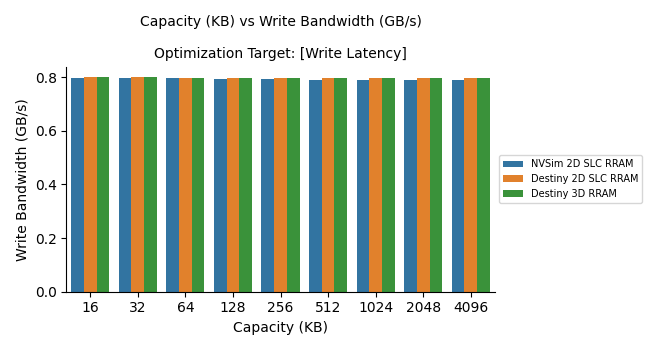 Capacity (KB) vs Write Bandwidth (GB/s)
Optimization Target: [Write Latency]
Write Bandwidth (GB/s)
0.8
0.6
0.4
0.2
0.0
16 32 64 128 256 512 1024 2048 4096
Capacity (KB)
NVSim 2D SLC RRAM
Destiny 2D SLC RRAM
Destiny 3D RRAM